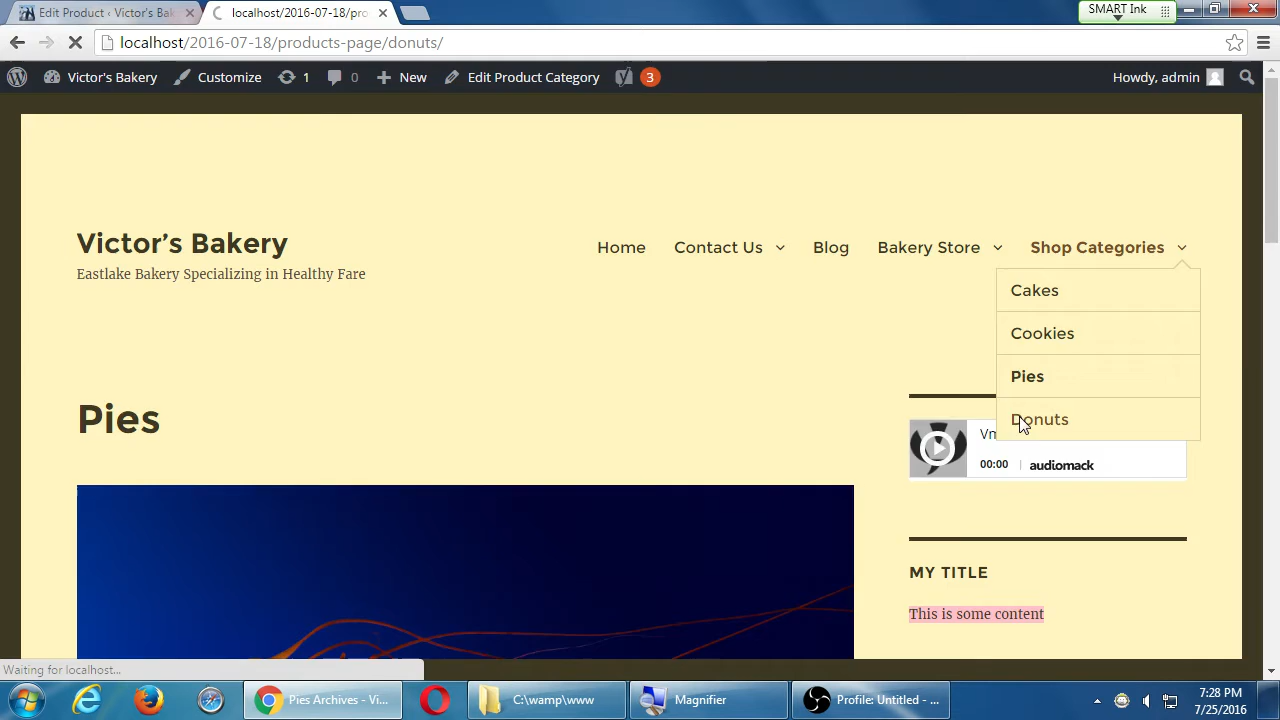 Edit Product ‹ Victor's Bak
localhost/2016-07-18/pro
SMART Ink
localhost/2016-07-18/products-page/donuts/
Victor's Bakery
Customize
1
0
New
Edit Product Category
3
Howdy, admin
Victor's Bakery
Eastlake Bakery Specializing in Healthy Fare
Home
Contact Us
Blog
Bakery Store
Shop Categories
Cakes
Cookies
Pies
Donuts
Pies
00:00
audiomack
MY TITLE
This is some content
Waiting for localhost...
Pies Archives - Vi...
C:\wamp\www
Magnifier
Profile: Untitled - ...
7:28 PM
7/25/2016